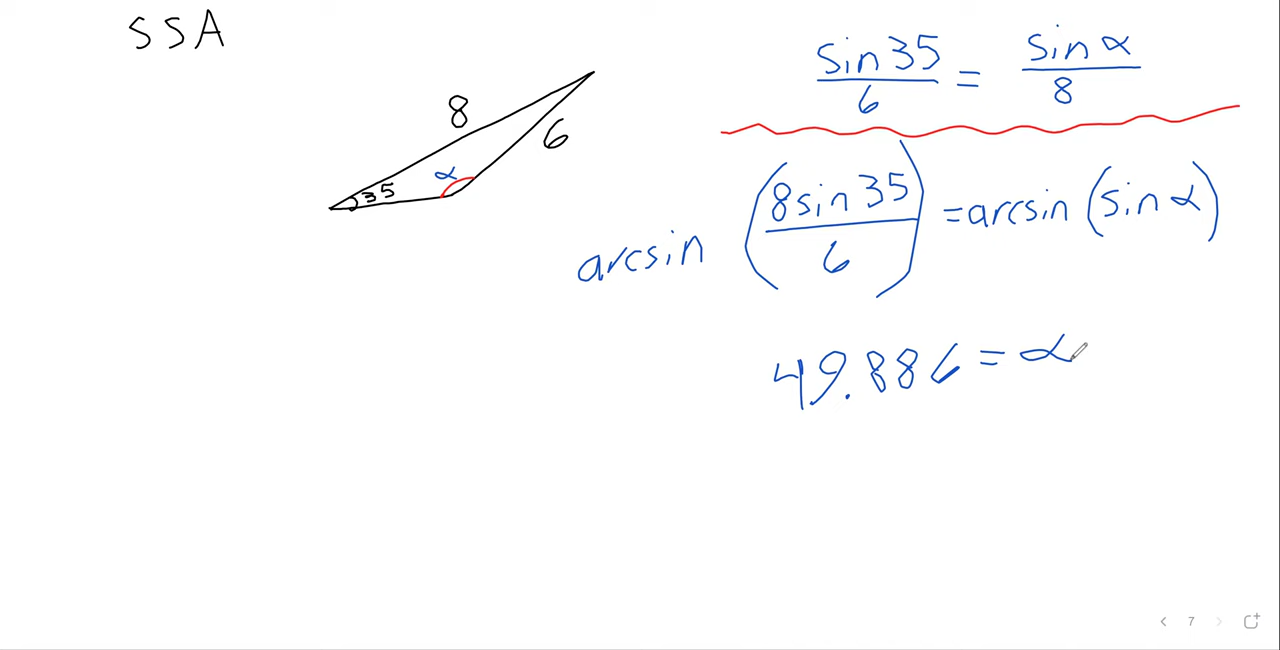 SSA
8
6
α
35
sin 35 / 6 = sin α / 8
arcsin (8 sin 35 / 6) = arcsin (sin α)
49.886 = α
7